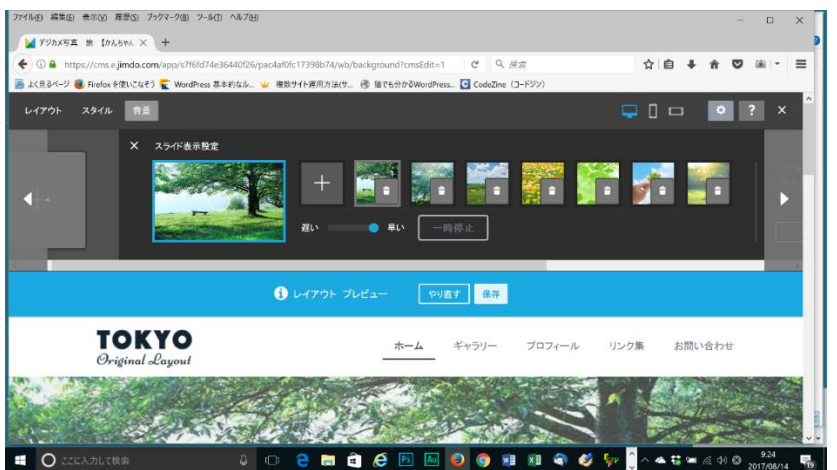 ファイル(F) 編集(E) 表示(V) 履歴(S) ブックマーク(B) ツール(T) ヘルプ(H)
デジカメ写真 旅 【かんちゃん
https://cms.e.jimdo.com/app/s7f6fd74e36440f26/pac4af0fc17398b74/wb/background?cmsEdit=1 検索
よく見るページ Firefox を使いこなそう WordPress 基本的なル... 複数サイト運用方法(サ... 猫でも分かるWordPress... CodeZine（コードジン）
レイアウト スタイル 背景
スライド表示設定
遅い 早い 一時停止
レイアウト プレビュー やり直す 保存
TOKYO
Original Layout
ホーム ギャラリー プロフィール リンク集 お問い合わせ
ここに入力して検索
Ps Au FTP
9:24
2017/08/14
19